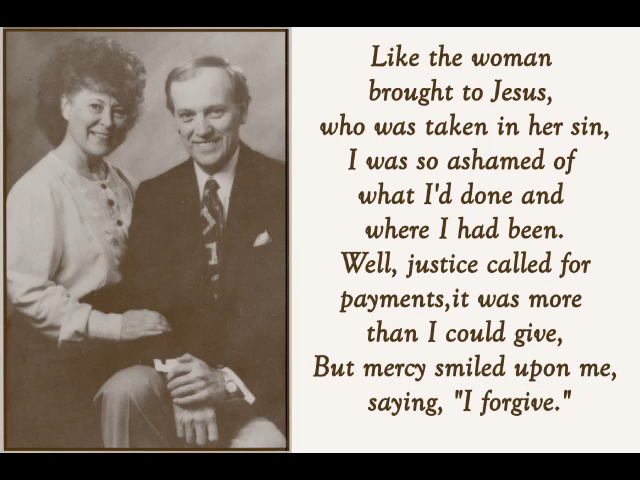 Like the woman
brought to Jesus,
who was taken in her sin,
I was so ashamed of
what I'd done and
where I had been.
Well, justice called for
payments,it was more
than I could give,
But mercy smiled upon me,
saying, "I forgive."